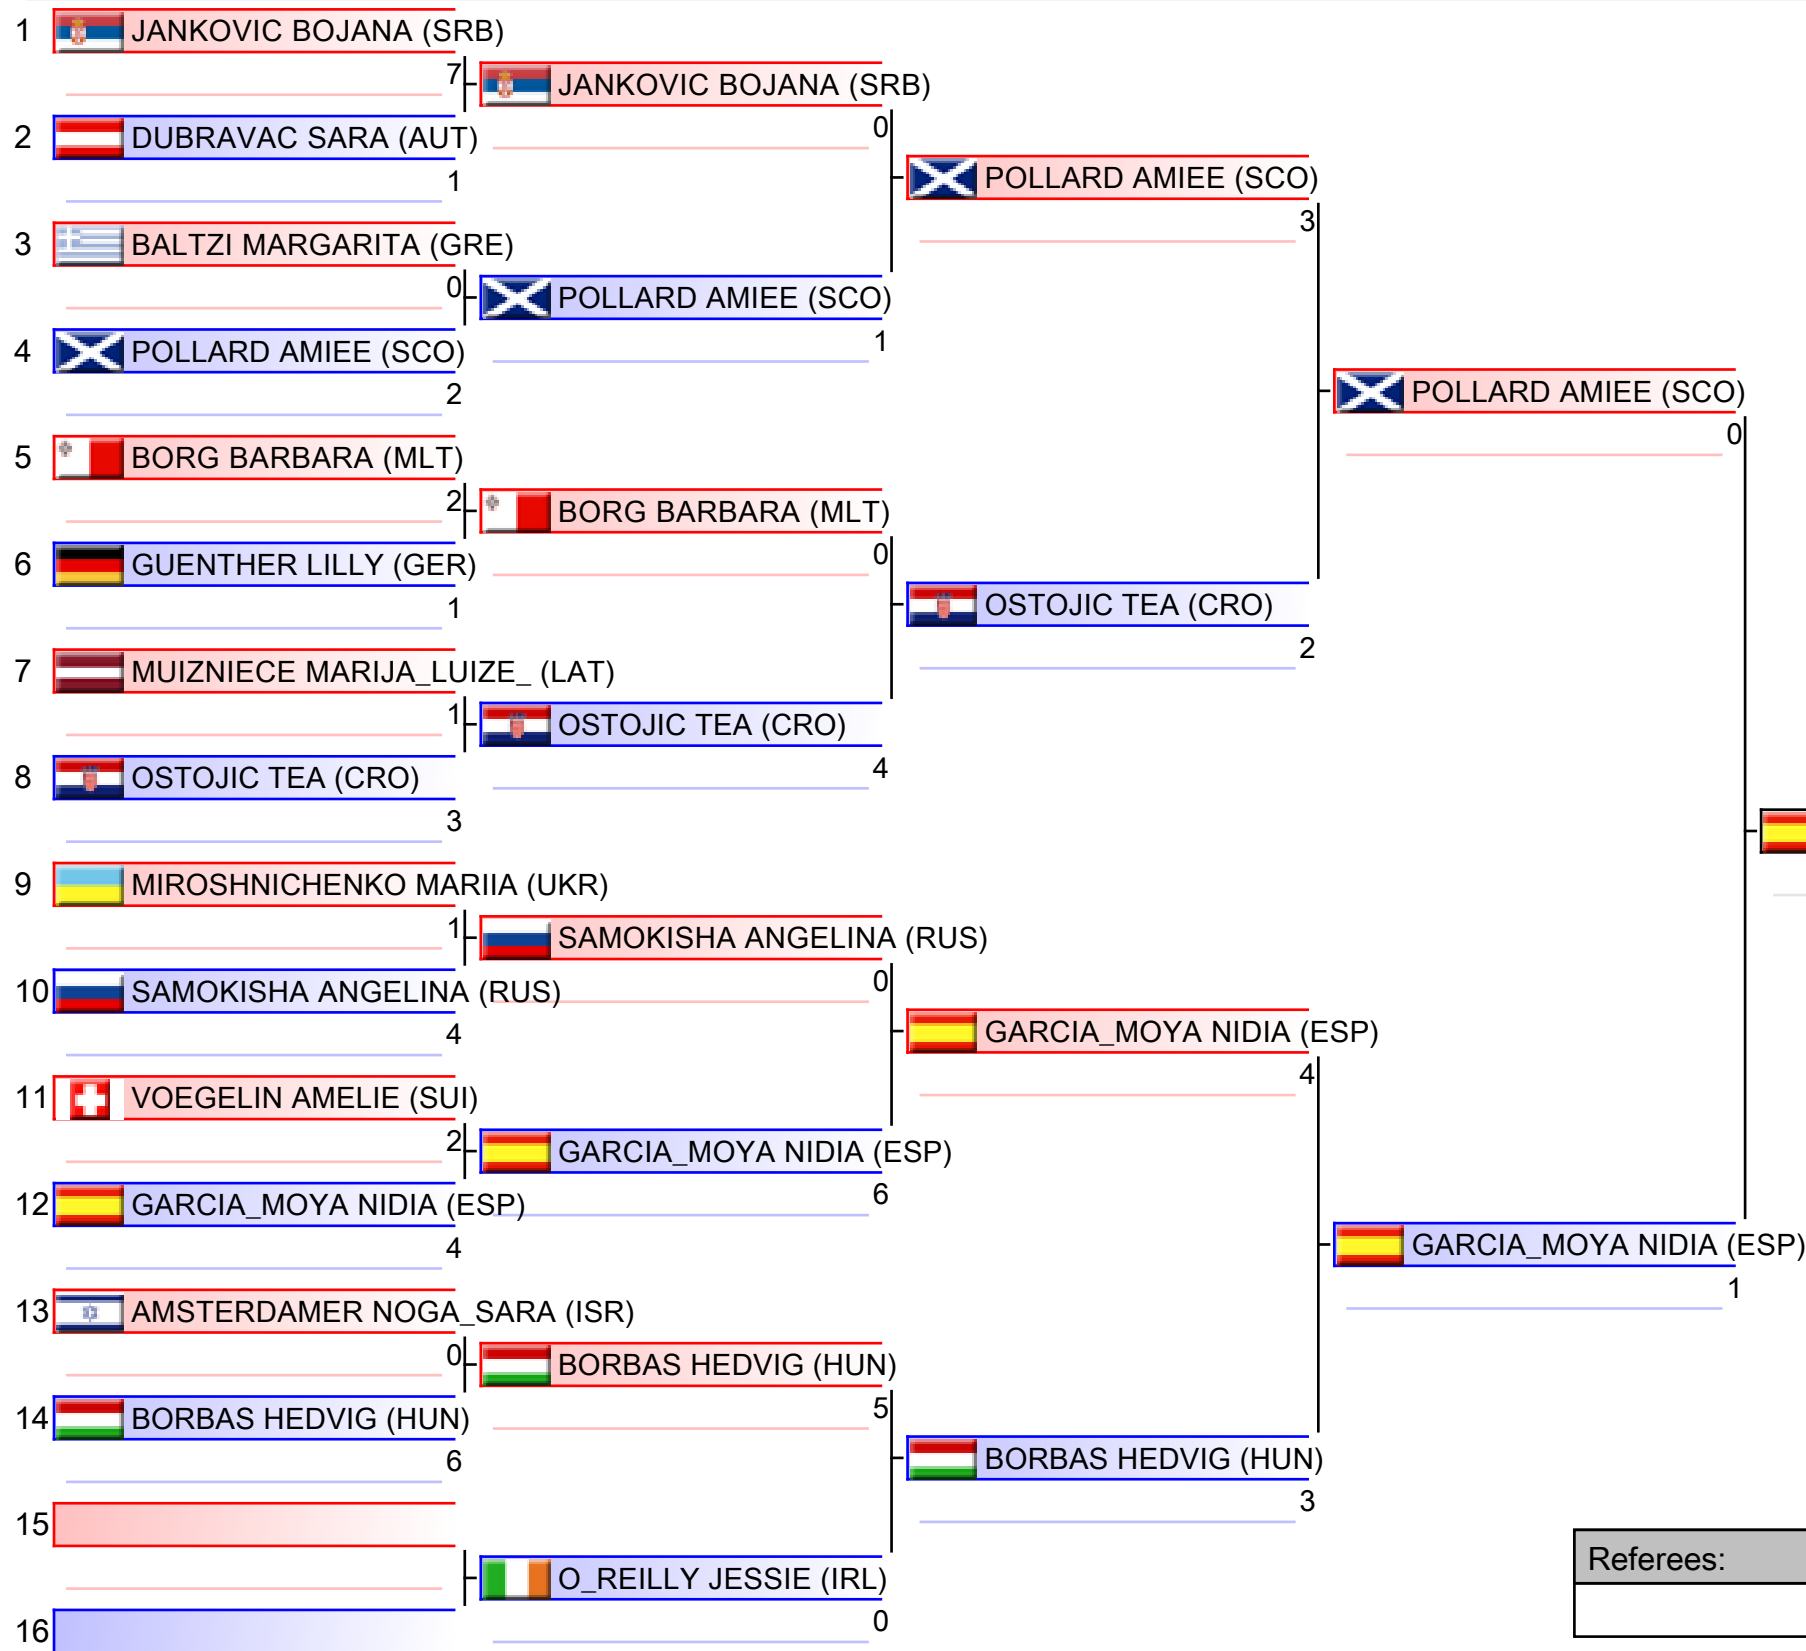 1 JANKOVIC BOJANA (SRB)
7 JANKOVIC BOJANA (SRB)
0
2 DUBRAVAC SARA (AUT)
1
POLLARD AMIEE (SCO)
3
3 BALTZI MARGARITA (GRE)
0 POLLARD AMIEE (SCO)
1
4 POLLARD AMIEE (SCO)
2
POLLARD AMIEE (SCO)
0
5 BORG BARBARA (MLT)
2 BORG BARBARA (MLT)
0
6 GUENTHER LILLY (GER)
1
OSTOJIC TEA (CRO)
2
7 MUIZNIECE MARIJA_LUIZE_ (LAT)
1 OSTOJIC TEA (CRO)
4
8 OSTOJIC TEA (CRO)
3
9 MIROSHNICHENKO MARIIA (UKR)
1 SAMOKISHA ANGELINA (RUS)
0
10 SAMOKISHA ANGELINA (RUS)
4
GARCIA_MOYA NIDIA (ESP)
4
11 VOEGELIN AMELIE (SUI)
2 GARCIA_MOYA NIDIA (ESP)
6
12 GARCIA_MOYA NIDIA (ESP)
4
GARCIA_MOYA NIDIA (ESP)
1
13 AMSTERDAMER NOGA_SARA (ISR)
0 BORBAS HEDVIG (HUN)
5
14 BORBAS HEDVIG (HUN)
6
BORBAS HEDVIG (HUN)
3
15
O_REILLY JESSIE (IRL)
0
16
Referees: